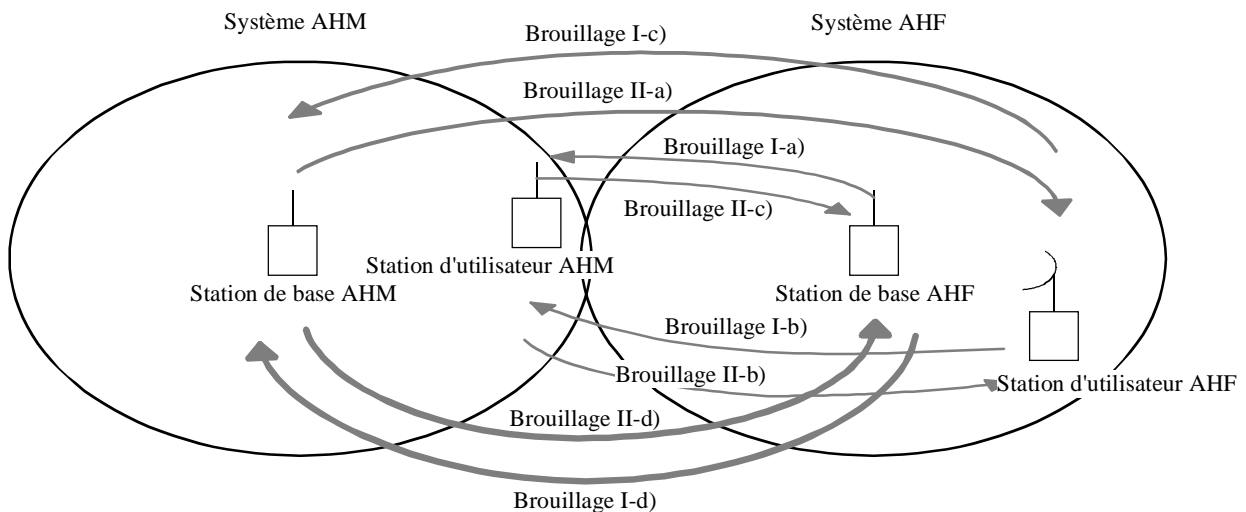 Système AHM
Système AHF
Brouillage I-c)
Brouillage II-a)
Brouillage I-a)
Brouillage II-c)
Station d'utilisateur AHM
Station de base AHM
Station de base AHF
Brouillage I-b)
Brouillage II-b)
Station d'utilisateur AHF
Brouillage II-d)
Brouillage I-d)